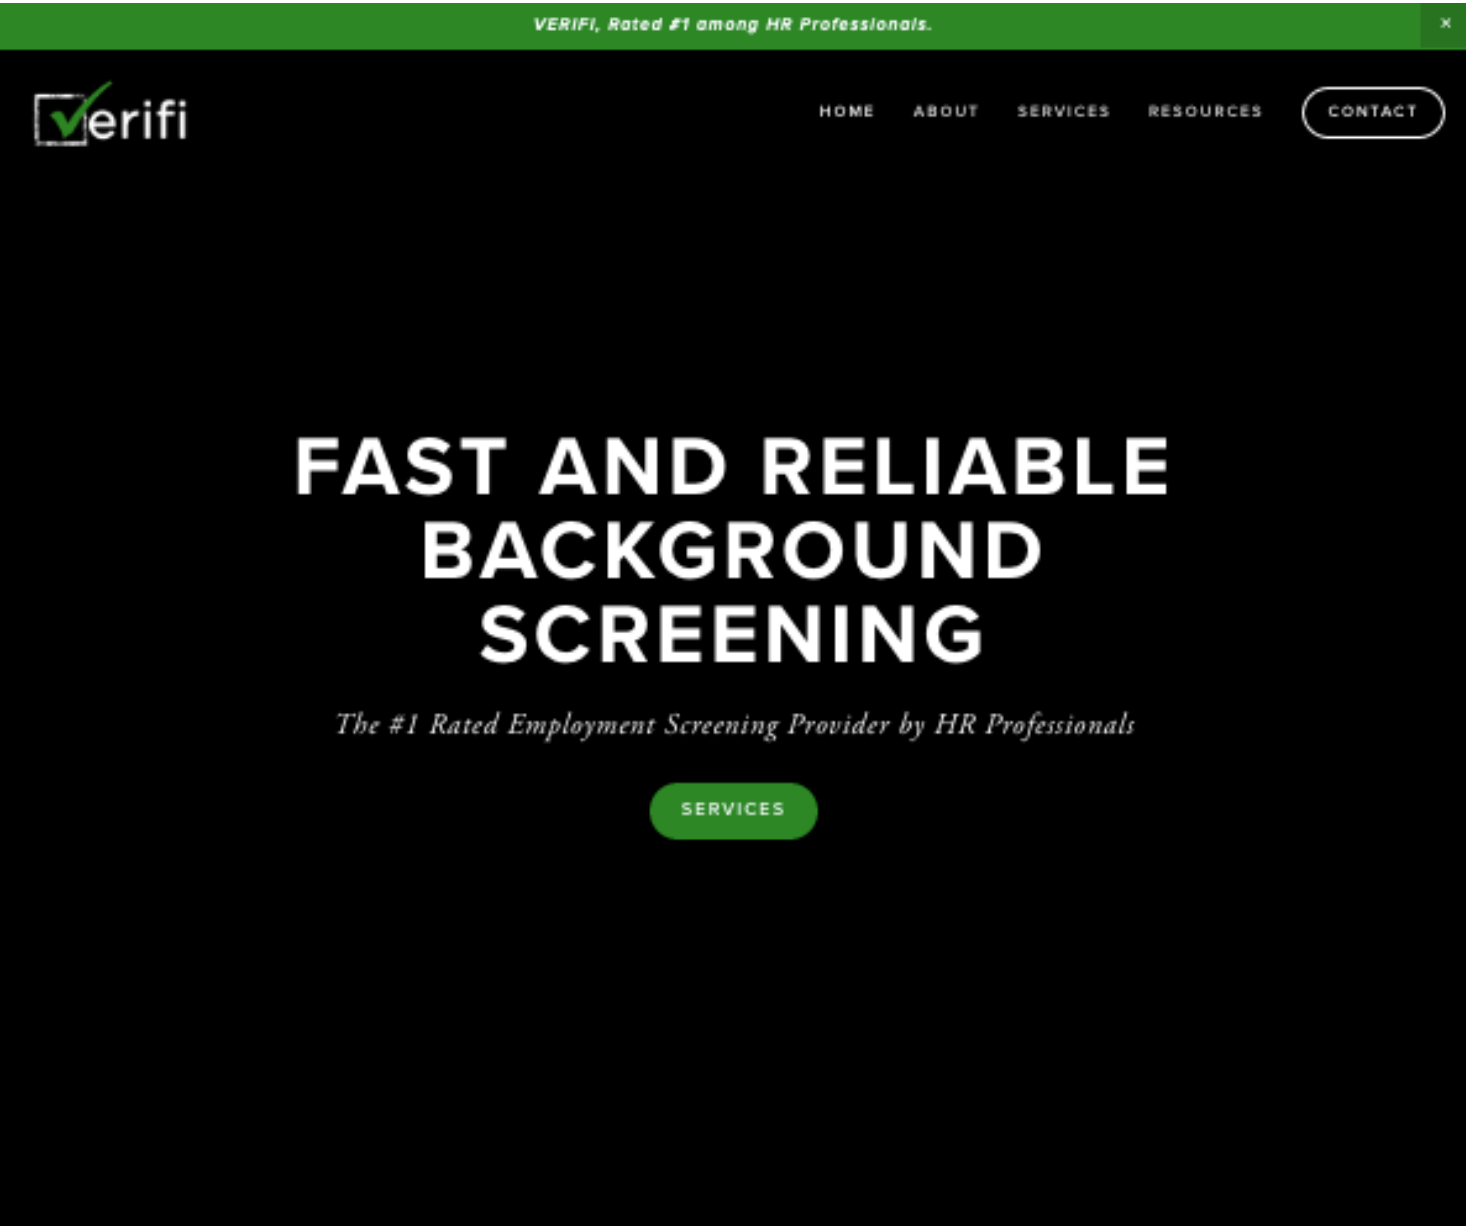 VERIFI, Rated #1 among HR Professionals.
×
verifi
HOME ABOUT SERVICES RESOURCES CONTACT
FAST AND RELIABLE
BACKGROUND
SCREENING
The #1 Rated Employment Screening Provider by HR Professionals
SERVICES